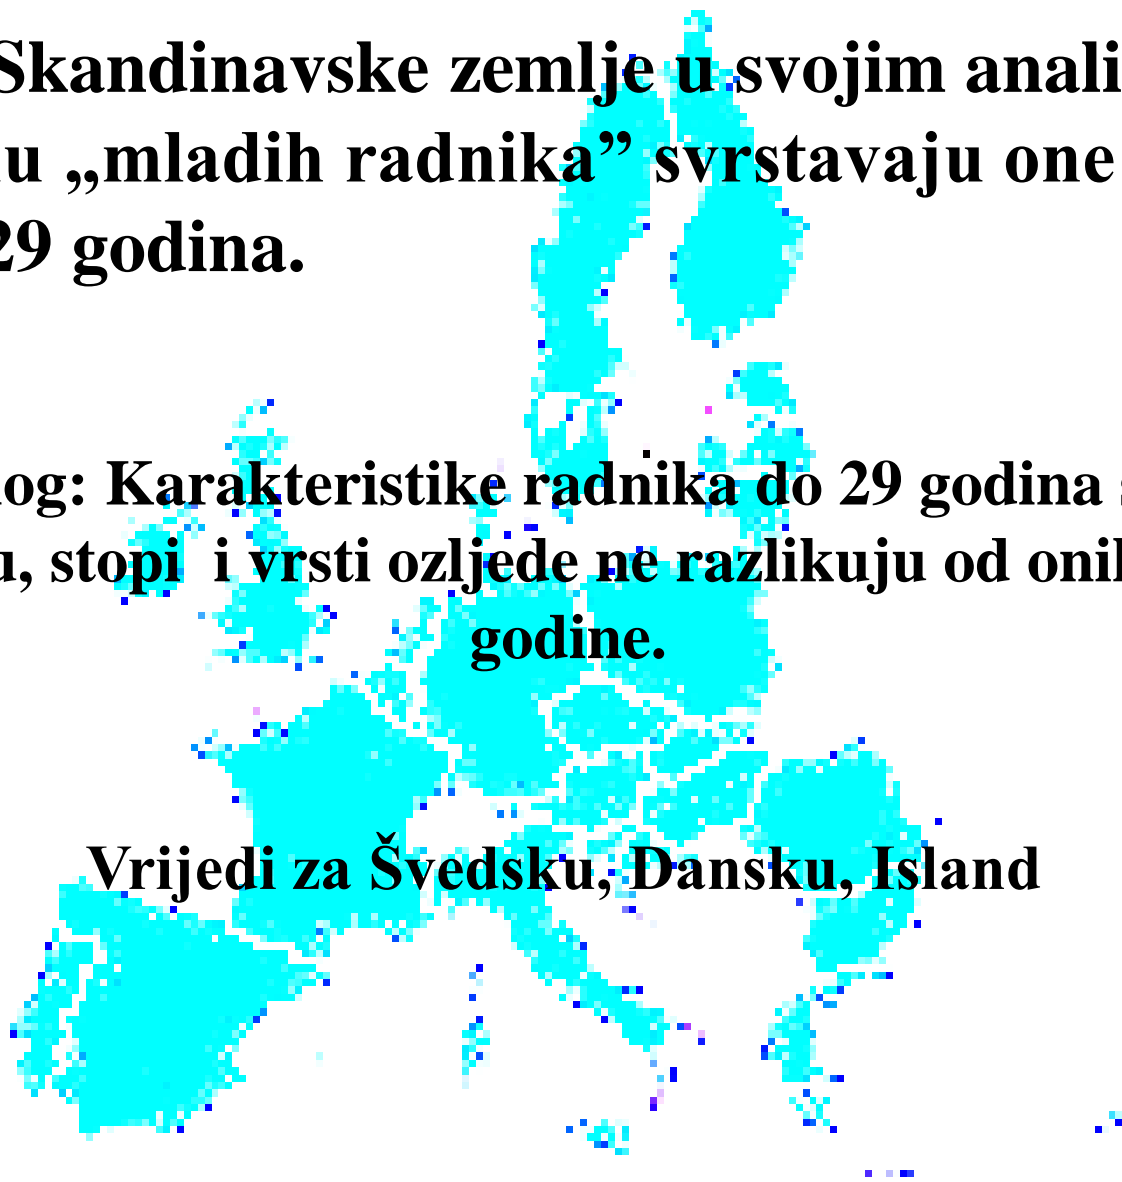 Skandinavske zemlje u svojim anali
u „mladih radnika” svrstavaju one
29 godina.
og: Karakteristike radnika do 29 godina
u, stopi i vrsti ozljede ne razlikuju od onih
godine.
Vrijedi za Švedsku, Dansku, Island